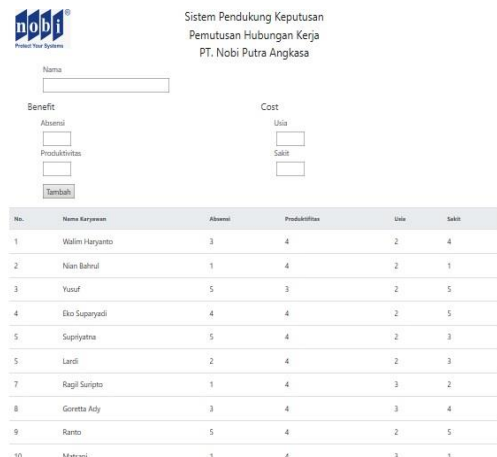 nobi®
Protect Your Systems
Sistem Pendukung Keputusan
Pemutusan Hubungan Kerja
PT. Nobi Putra Angkasa
Nama
Benefit Cost
Absensi Usia
Produktivitas Sakit
Tambah
No. Nama Karyawan Absensi Produktifitas Usia Sakit
1 Walim Haryanto 3 4 2 4
2 Nian Bahrul 1 4 2 1
3 Yusuf 5 3 2 5
4 Eko Suparyadi 4 4 2 5
5 Supriyatna 5 4 2 3
5 Lardi 2 4 2 3
7 Ragil Suripto 1 4 3 2
8 Goretta Ady 3 4 3 4
9 Ranto 5 4 2 5
10 Matsani 1 4 3 1